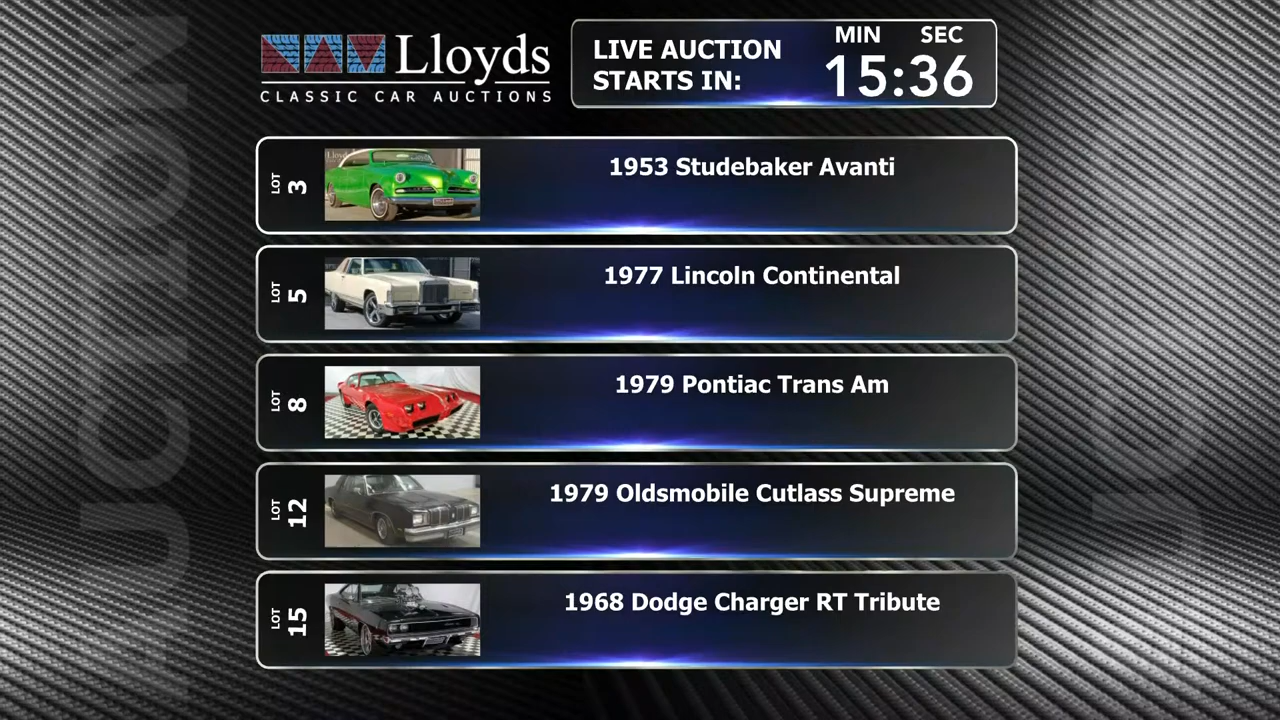 Lloyds
CLASSIC CAR AUCTIONS
LIVE AUCTION
STARTS IN:
MIN SEC
15:36
LOT 3
1953 Studebaker Avanti
LOT 5
1977 Lincoln Continental
LOT 8
1979 Pontiac Trans Am
LOT 12
1979 Oldsmobile Cutlass Supreme
LOT 15
1968 Dodge Charger RT Tribute